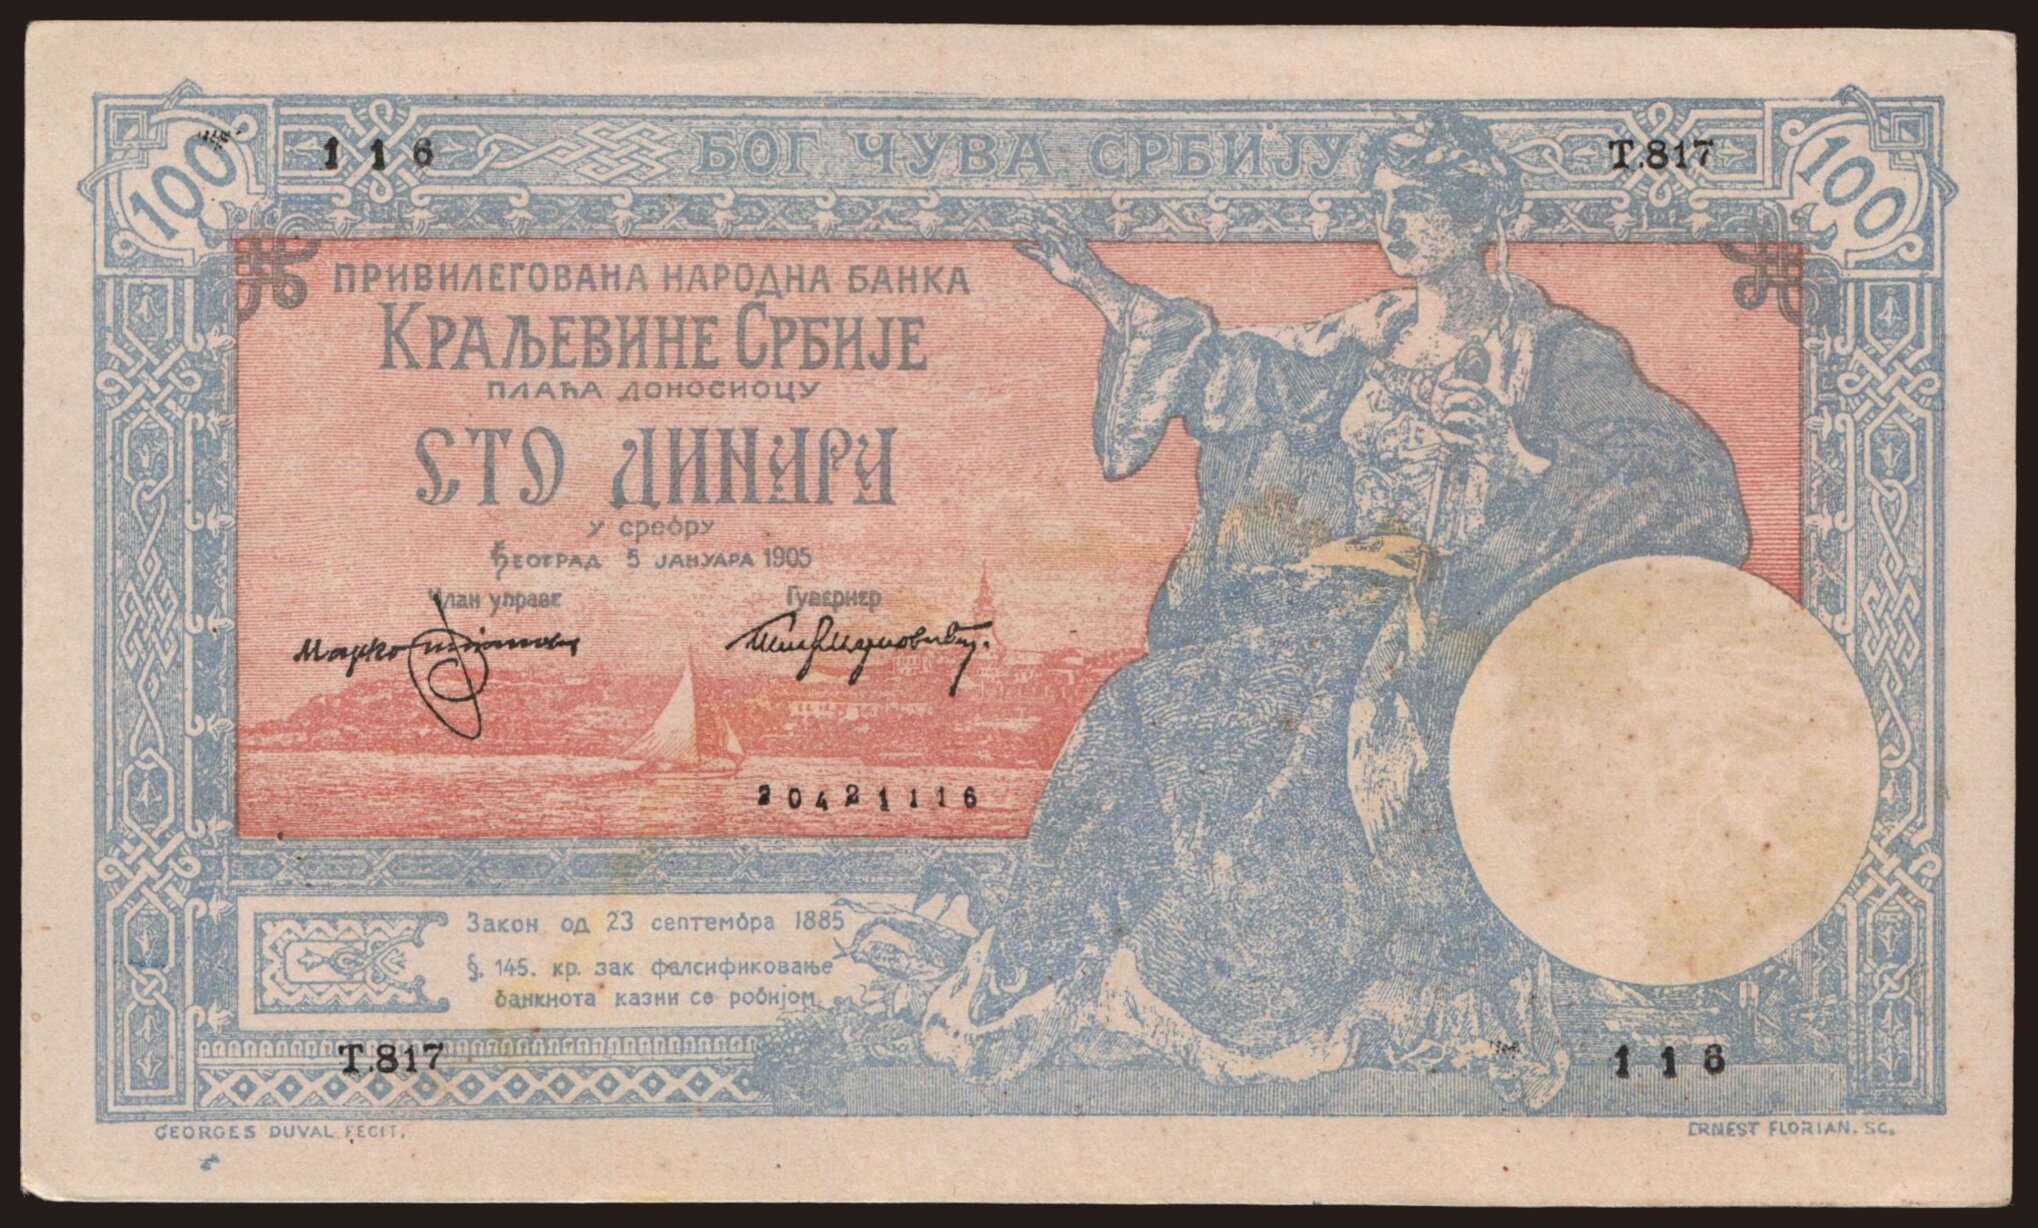 100 116 БОГ ЧУВА СРБИЈУ Т.817 100
ПРИВИЛЕГОВАНА НАРОДНА БАНКА
КРАЉЕВИНЕ СРБИЈЕ
ПЛАЋА ДОНОСИОЦУ
СТО ДИНАРА
У СРЕБРУ
БЕОГРАД 5 ЈАНУАРА 1905
Члан управе Гувернер
Марко
20421116
Закон од 23 септембра 1885
§. 145. кр. зак фалсификовање
банкнота казни се робијом.
Т.817 116
GEORGES DUVAL FECIT. ERNEST FLORIAN. SC.